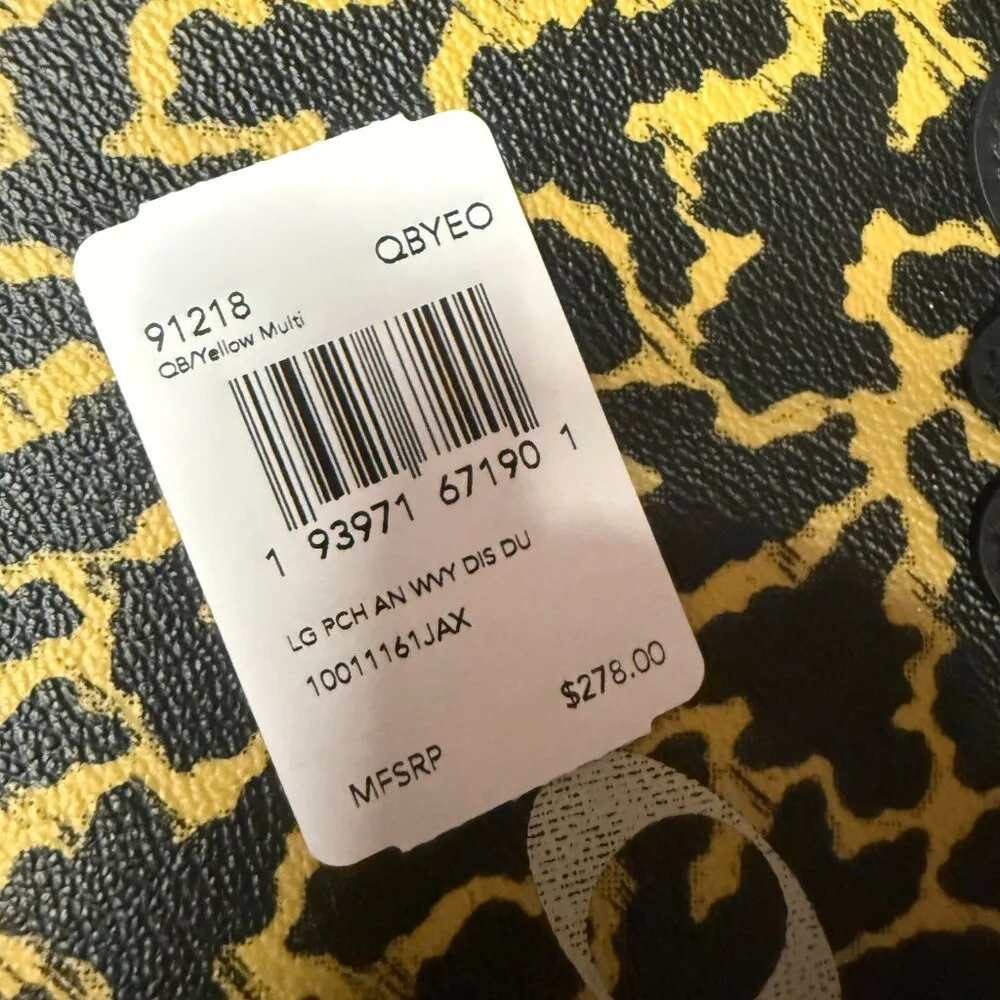 QBYEO
91218
QB/Yellow Multi
1 93971 67190 1
LG PCH AN WVY DIS DU
10011161JAX
$278.00
MFSRP